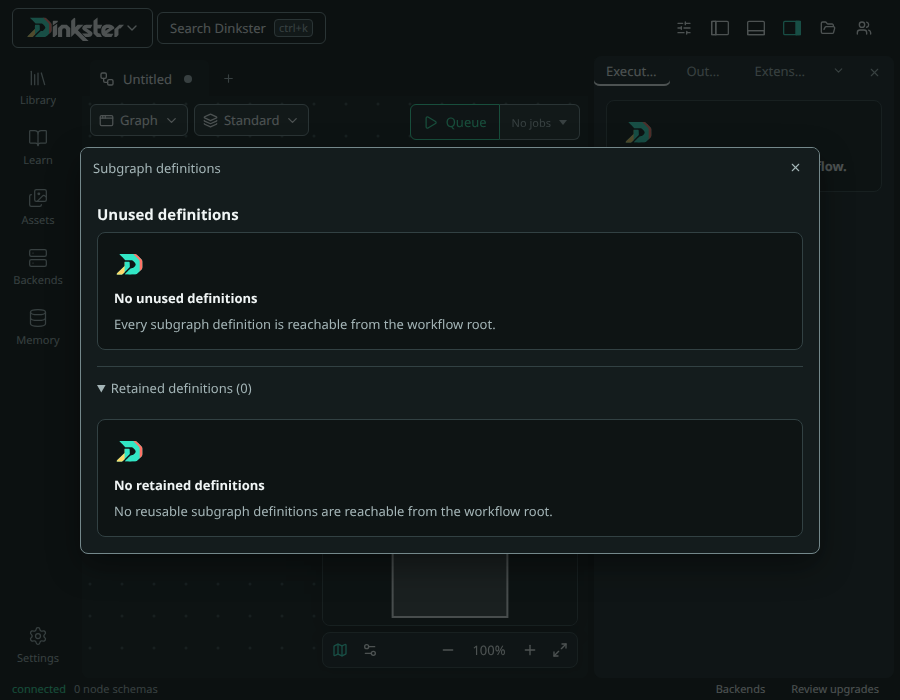 Dinkster
Search Dinkster ctrl+k
Library
Learn
Assets
Backends
Memory
Settings
Untitled
Graph
Standard
Queue
No jobs
Execut...
Out...
Extens...
flow.
Subgraph definitions
Unused definitions
No unused definitions
Every subgraph definition is reachable from the workflow root.
Retained definitions (0)
No retained definitions
No reusable subgraph definitions are reachable from the workflow root.
100%
connected 0 node schemas
Backends
Review upgrades